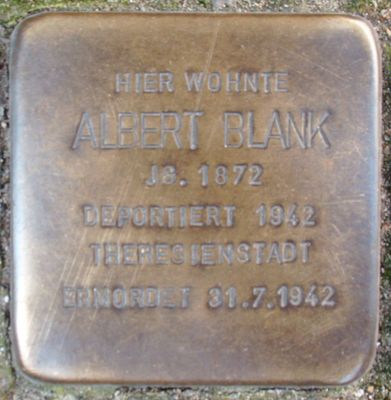 HIER WOHNTE
ALBERT BLANK
JG. 1872
DEPORTIERT 1942
THERESIENSTADT
ERMORDET 31.7.1942